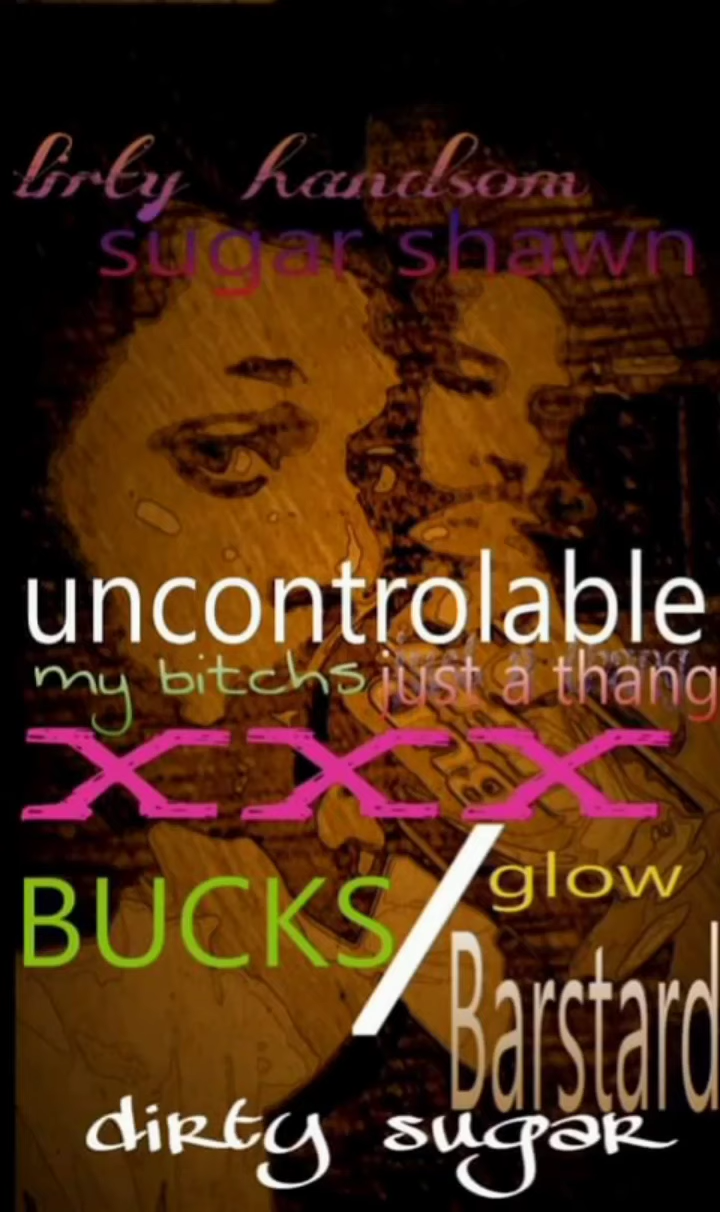 dirty handsom
sugar shawn
uncontrolable
my bitchs just a thang
xxx
BUCKS/
glow
Barstard
dirty sugar